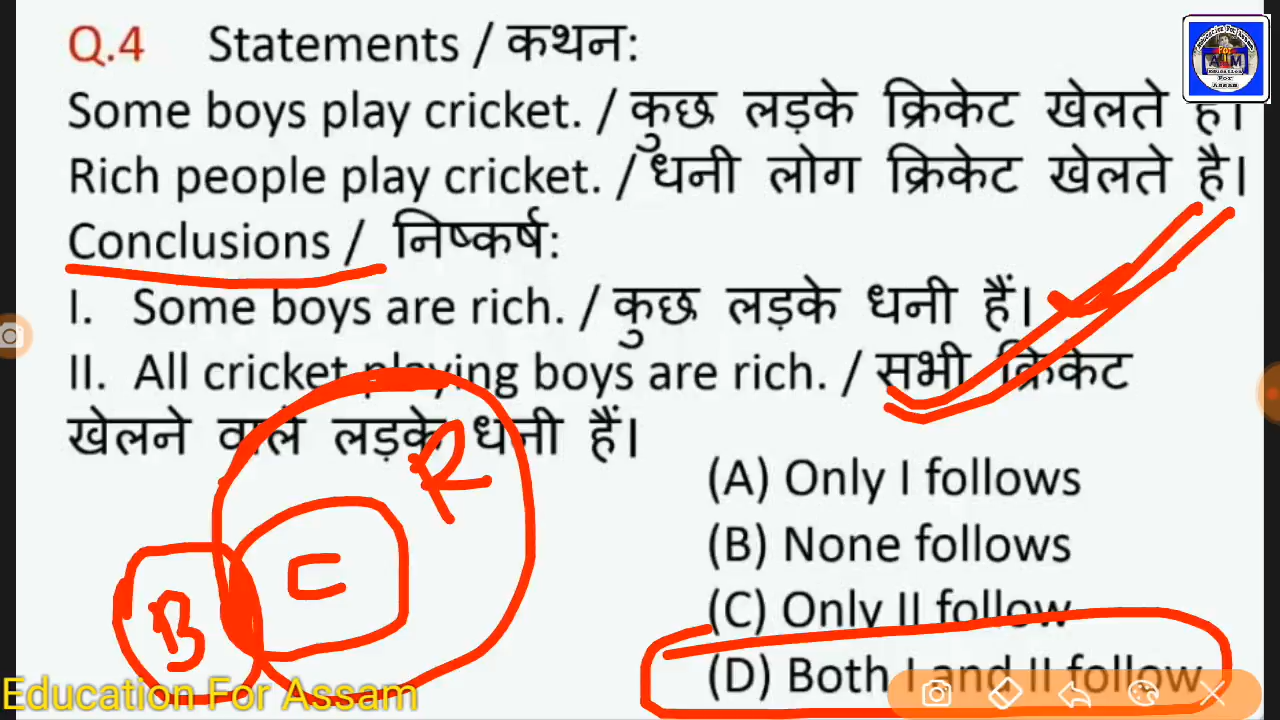 Q.4 Statements / कथन:
Some boys play cricket. / कुछ लड़के क्रिकेट खेलते हैं।
Rich people play cricket. / धनी लोग क्रिकेट खेलते है।
Conclusions / निष्कर्ष:
I. Some boys are rich. / कुछ लड़के धनी हैं।
II. All cricket playing boys are rich. / सभी क्रिकेट
खेलने वाले लड़के धनी हैं।
R
(A) Only I follows
(B) None follows
C
(C) Only II follow
B
(D) Both I and II follow
Education For Assam